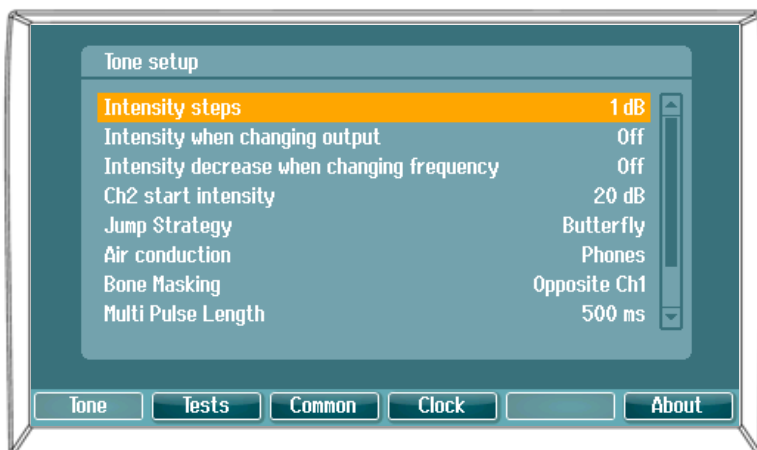 Tone setup
Intensity steps 1 dB
Intensity when changing output Off
Intensity decrease when changing frequency Off
Ch2 start intensity 20 dB
Jump Strategy Butterfly
Air conduction Phones
Bone Masking Opposite Ch1
Multi Pulse Length 500 ms
Tone Tests Common Clock About